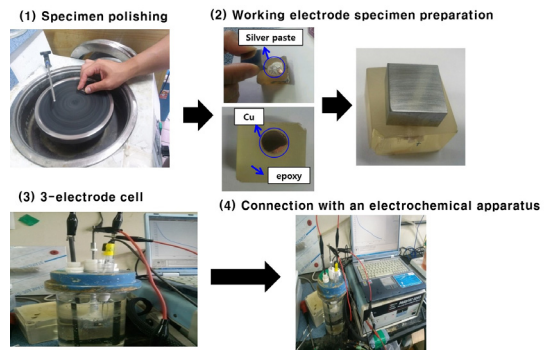 (1) Specimen polishing
(2) Working electrode specimen preparation
Silver paste
Cu
epoxy
(3) 3-electrode cell
(4) Connection with an electrochemical apparatus